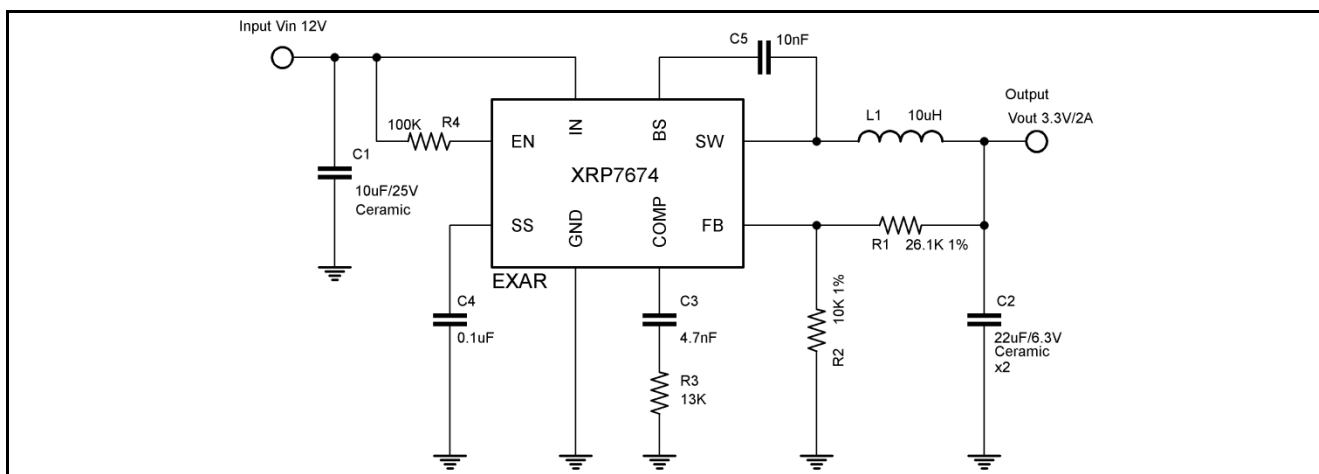 Input Vin 12V
C5
10nF
Output
Vout 3.3V/2A
L1
10uH
100K
R4
EN
IN
BS
SW
C1
10uF/25V
Ceramic
XRP7674
SS
GND
COMP
FB
R1
26.1K 1%
EXAR
C4
0.1uF
C3
4.7nF
10K 1%
R2
C2
22uF/6.3V
Ceramic
x2
R3
13K